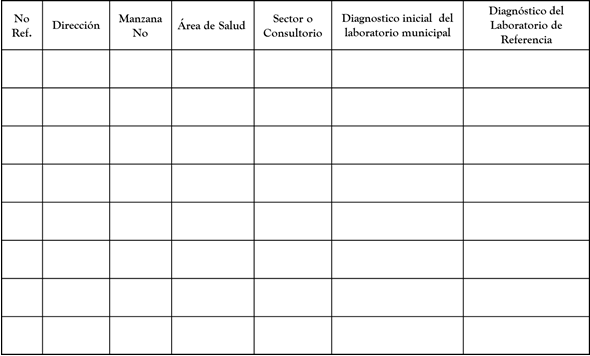 No
Ref.
Dirección
Manzana
No
Área de Salud
Sector o
Consultorio
Diagnostico inicial del
laboratorio municipal
Diagnóstico del
Laboratorio de
Referencia